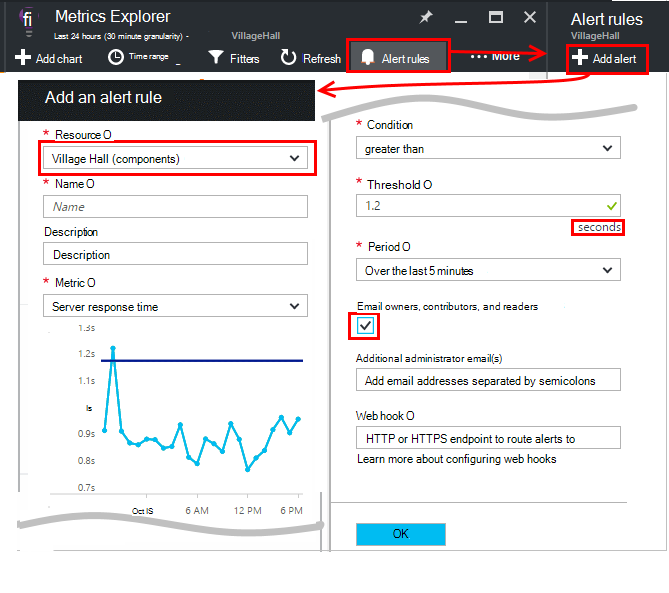 fi
Metrics Explorer
Last 24 hours (30 minute granularity) -
VillageHall
Add chart
Time range
Fitters
Refresh
Alert rules
More
Alert rules
VillageHall
Add alert
Add an alert rule
* Resource O
Village Hall (components)
* Name O
Name
Description
Description
* Metric O
Server response time
1.3s
1.2s
1.1s
Is
0.9s
0.8s
0.7s
Oct IS
6 AM
12 PM
6 PM
* Condition
greater than
* Threshold O
1.2
seconds
* Period O
Over the last 5 minutes
Email owners, contributors, and readers
Additional administrator email(s)
Add email addresses separated by semicolons
Web hook O
HTTP or HTTPS endpoint to route alerts to
Learn more about configuring web hooks
OK